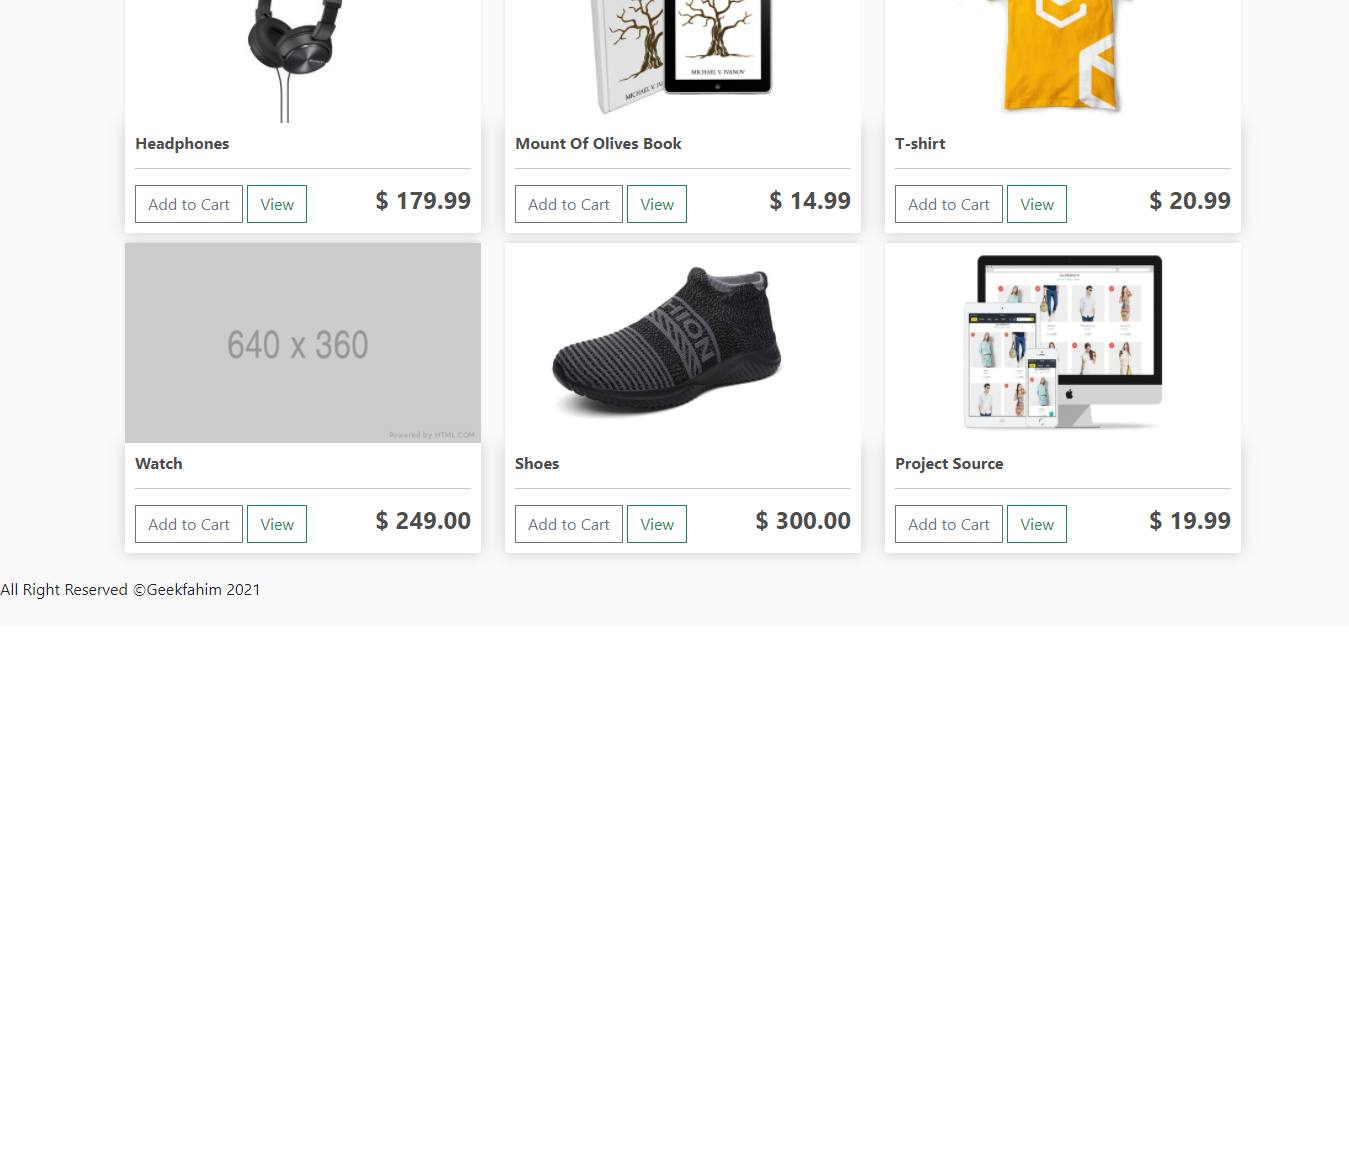 MICHAEL V. IVANOV
MICHAEL V. IVANOV
Headphones
Mount Of Olives Book
T-shirt
Add to Cart View $ 179.99
Add to Cart View $ 14.99
Add to Cart View $ 20.99
640 x 360
Powered by HTML.COM
HION
Watch
Shoes
Project Source
Add to Cart View $ 249.00
Add to Cart View $ 300.00
Add to Cart View $ 19.99
All Right Reserved ©Geekfahim 2021